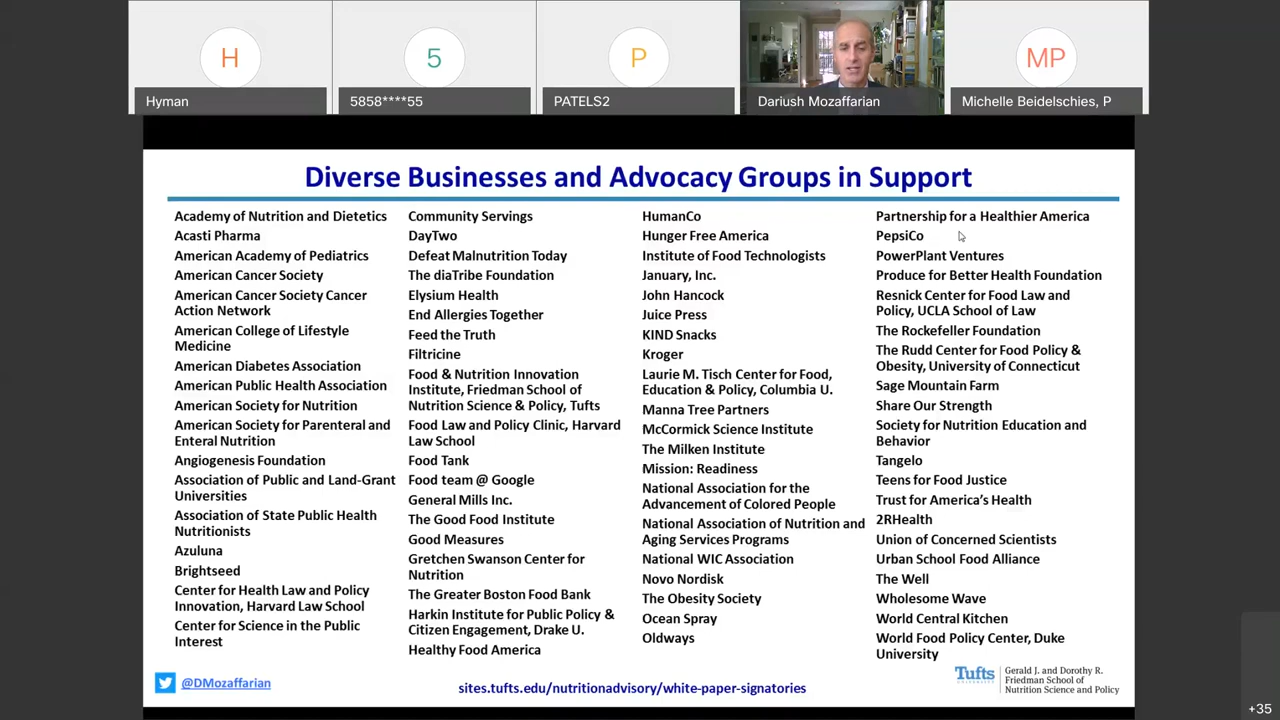 H
Hyman
5
5858****55
P
PATELS2
Dariush Mozaffarian
MP
Michelle Beidelschies, P
Diverse Businesses and Advocacy Groups in Support
Academy of Nutrition and Dietetics
Acasti Pharma
American Academy of Pediatrics
American Cancer Society
American Cancer Society Cancer
Action Network
American College of Lifestyle
Medicine
American Diabetes Association
American Public Health Association
American Society for Nutrition
American Society for Parenteral and
Enteral Nutrition
Angiogenesis Foundation
Association of Public and Land-Grant
Universities
Association of State Public Health
Nutritionists
Azuluna
Brightseed
Center for Health Law and Policy
Innovation, Harvard Law School
Center for Science in the Public
Interest
Community Servings
DayTwo
Defeat Malnutrition Today
The diaTribe Foundation
Elysium Health
End Allergies Together
Feed the Truth
Filtricine
Food & Nutrition Innovation
Institute, Friedman School of
Nutrition Science & Policy, Tufts
Food Law and Policy Clinic, Harvard
Law School
Food Tank
Food team @ Google
General Mills Inc.
The Good Food Institute
Good Measures
Gretchen Swanson Center for
Nutrition
The Greater Boston Food Bank
Harkin Institute for Public Policy &
Citizen Engagement, Drake U.
Healthy Food America
HumanCo
Hunger Free America
Institute of Food Technologists
January, Inc.
John Hancock
Juice Press
KIND Snacks
Kroger
Laurie M. Tisch Center for Food,
Education & Policy, Columbia U.
Manna Tree Partners
McCormick Science Institute
The Milken Institute
Mission: Readiness
National Association for the
Advancement of Colored People
National Association of Nutrition and
Aging Services Programs
National WIC Association
Novo Nordisk
The Obesity Society
Ocean Spray
Oldways
Partnership for a Healthier America
PepsiCo
PowerPlant Ventures
Produce for Better Health Foundation
Resnick Center for Food Law and
Policy, UCLA School of Law
The Rockefeller Foundation
The Rudd Center for Food Policy &
Obesity, University of Connecticut
Sage Mountain Farm
Share Our Strength
Society for Nutrition Education and
Behavior
Tangelo
Teens for Food Justice
Trust for America's Health
2RHealth
Union of Concerned Scientists
Urban School Food Alliance
The Well
Wholesome Wave
World Central Kitchen
World Food Policy Center, Duke
University
@DMozaffarian
sites.tufts.edu/nutritionadvisory/white-paper-signatories
Tufts
Gerald J. and Dorothy R.
Friedman School of
Nutrition Science and Policy
+35